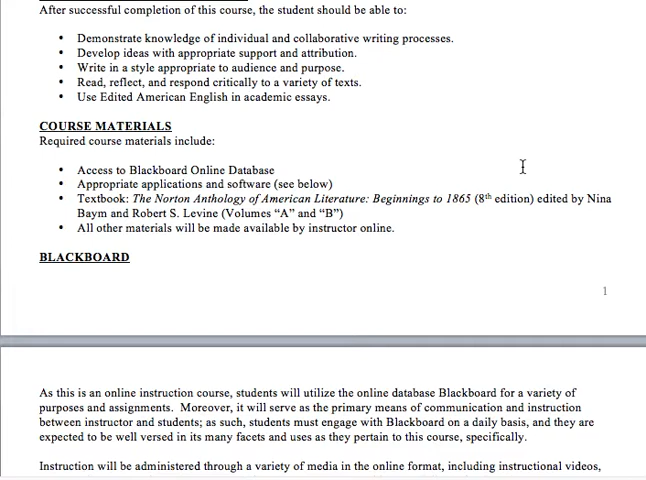 After successful completion of this course, the student should be able to:
• Demonstrate knowledge of individual and collaborative writing processes.
• Develop ideas with appropriate support and attribution.
• Write in a style appropriate to audience and purpose.
• Read, reflect, and respond critically to a variety of texts.
• Use Edited American English in academic essays.
COURSE MATERIALS
Required course materials include:
• Access to Blackboard Online Database
• Appropriate applications and software (see below)
• Textbook: The Norton Anthology of American Literature: Beginnings to 1865 (8th edition) edited by Nina
Baym and Robert S. Levine (Volumes “A” and “B”)
• All other materials will be made available by instructor online.
BLACKBOARD
1
As this is an online instruction course, students will utilize the online database Blackboard for a variety of
purposes and assignments.  Moreover, it will serve as the primary means of communication and instruction
between instructor and students; as such, students must engage with Blackboard on a daily basis, and they are
expected to be well versed in its many facets and uses as they pertain to this course, specifically.
Instruction will be administered through a variety of media in the online format, including instructional videos,